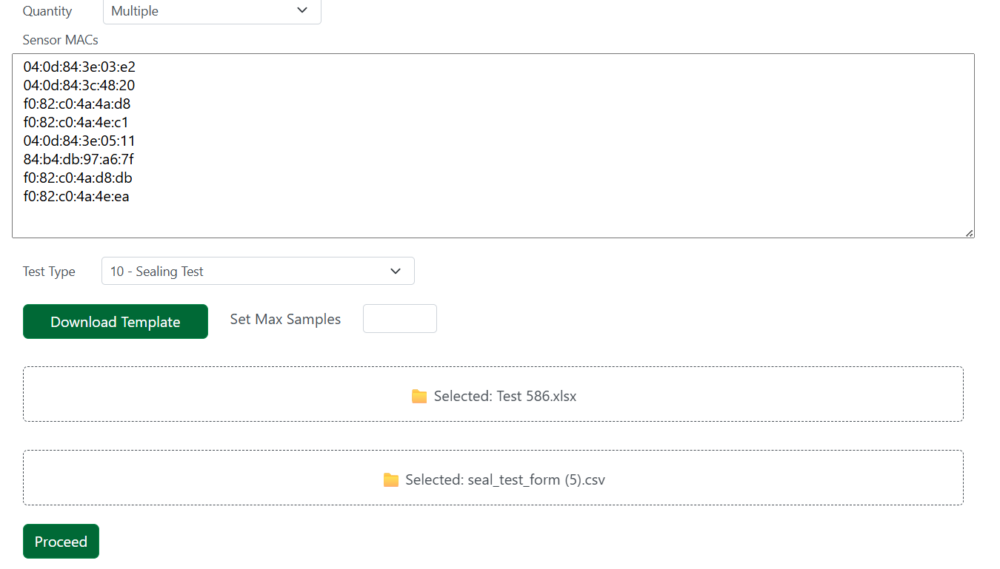 Quantity
Multiple
Sensor MACs
04:0d:84:3e:03:e2
04:0d:84:3c:48:20
f0:82:c0:4a:4a:d8
f0:82:c0:4a:4e:c1
04:0d:84:3e:05:11
84:b4:db:97:a6:7f
f0:82:c0:4a:d8:db
f0:82:c0:4a:4e:ea
Test Type
10 - Sealing Test
Download Template
Set Max Samples
Selected: Test 586.xlsx
Selected: seal_test_form (5).csv
Proceed